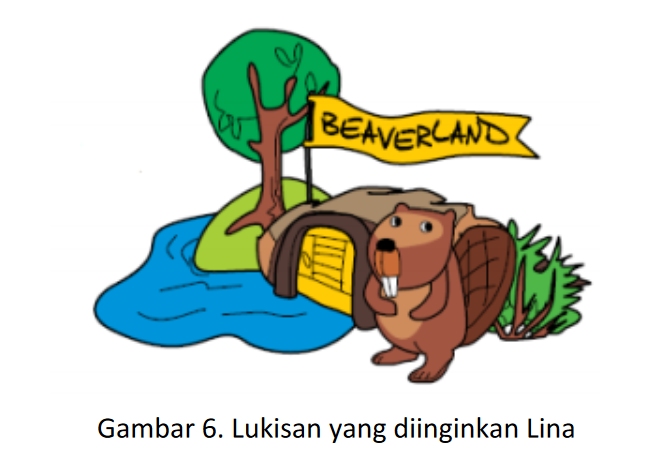 BEAVERLAND
Gambar 6. Lukisan yang diinginkan Lina